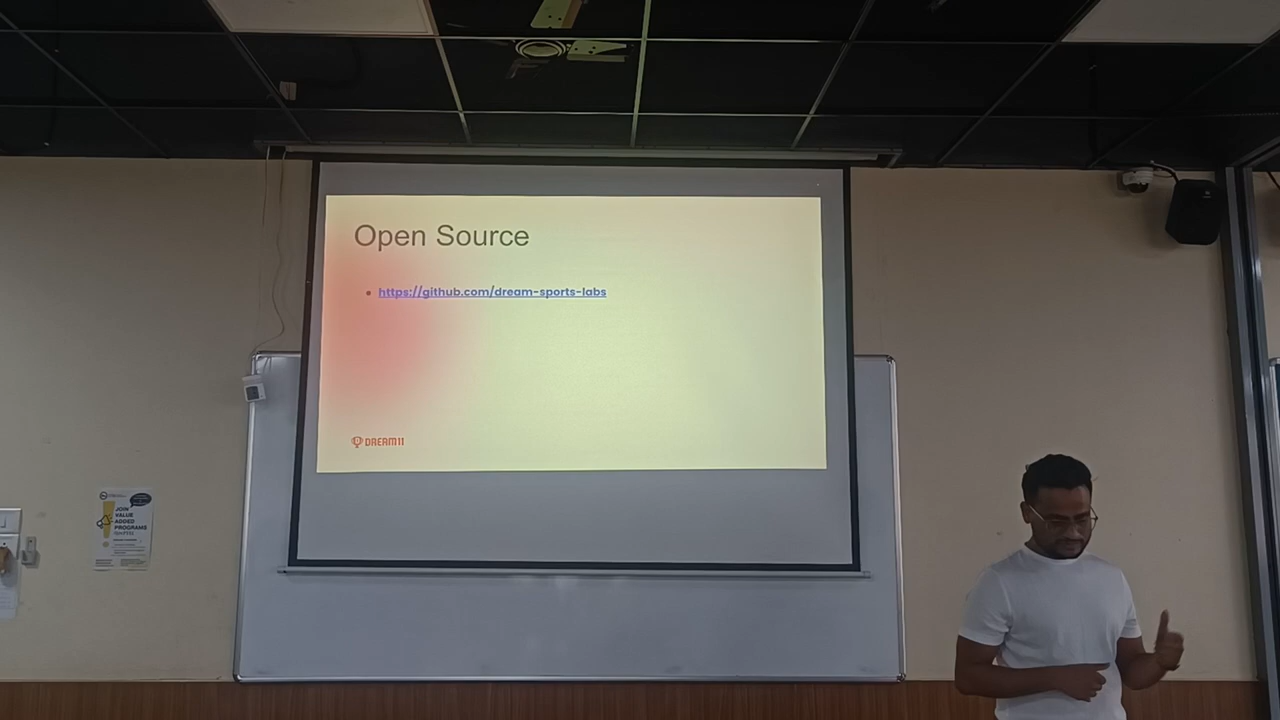 Open Source
• https://github.com/dream-sports-labs
DREAM11
JOIN
VALUE
ADDED
PROGRAMS